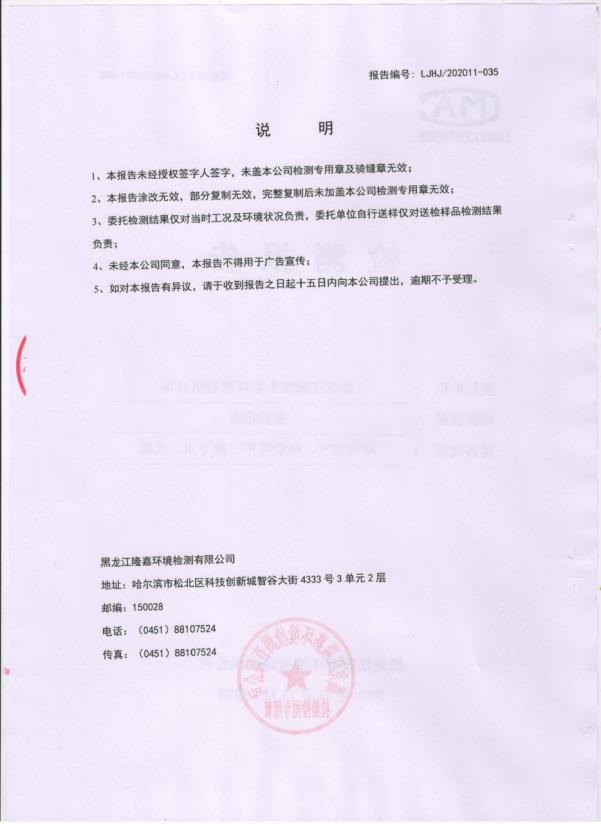 报告编号：LJHJ/202011-035
说 明
1、本报告未经授权签字人签字，未盖本公司检测专用章及骑缝章无效；
2、本报告涂改无效，部分复制无效，完整复制后未加盖本公司检测专用章无效；
3、委托检测结果仅对当时工况及环境状况负责，委托单位自行送样仅对送检样品检测结果
负责；
4、未经本公司同意，本报告不得用于广告宣传；
5、如对本报告有异议，请于收到报告之日起十五日内向本公司提出，逾期不予受理。
黑龙江隆嘉环境检测有限公司
地址：哈尔滨市松北区科技创新城智谷大街 4333 号 3 单元 2 层
邮编：150028
电话：（0451）88107524
传真：（0451）88107524